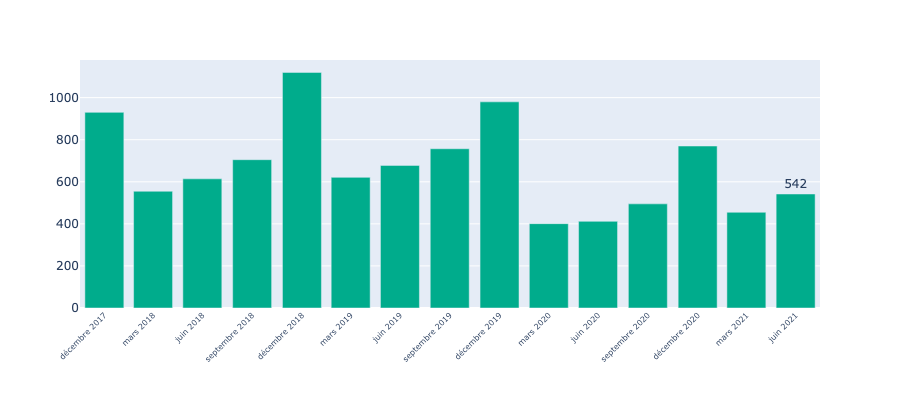 1000
800
600
400
200
0
542
décembre 2017
mars 2018
juin 2018
septembre 2018
décembre 2018
mars 2019
juin 2019
septembre 2019
décembre 2019
mars 2020
juin 2020
septembre 2020
décembre 2020
mars 2021
juin 2021